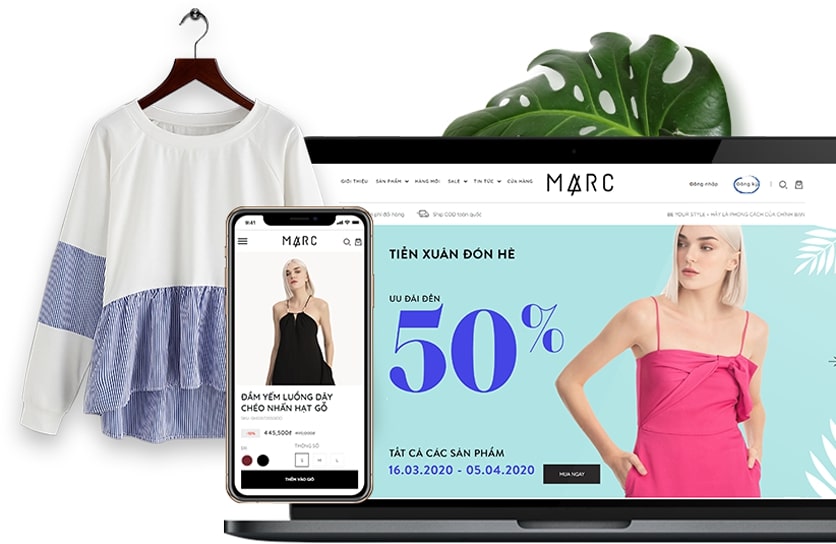 GIỚI THIỆU SẢN PHẨM HÀNG MỚI SALE TIN TỨC CỬA HÀNG
MARC
Đăng nhập
Đăng ký
Ship COD toàn quốc
BE YOUR STYLE - HÃY LÀ PHONG CÁCH CỦA CHÍNH BẠN
TIỄN XUÂN ĐÓN HÈ
ƯU ĐÃI ĐẾN
50%
TẤT CẢ CÁC SẢN PHẨM
16.03.2020 - 05.04.2020
MUA NGAY
9:41
MARC
ĐẦM YẾM LUỒNG DÂY
CHÉO NHẤN HẠT GỖ
445,500đ
THÔNG SỐ
S M L
THÊM VÀO GIỎ